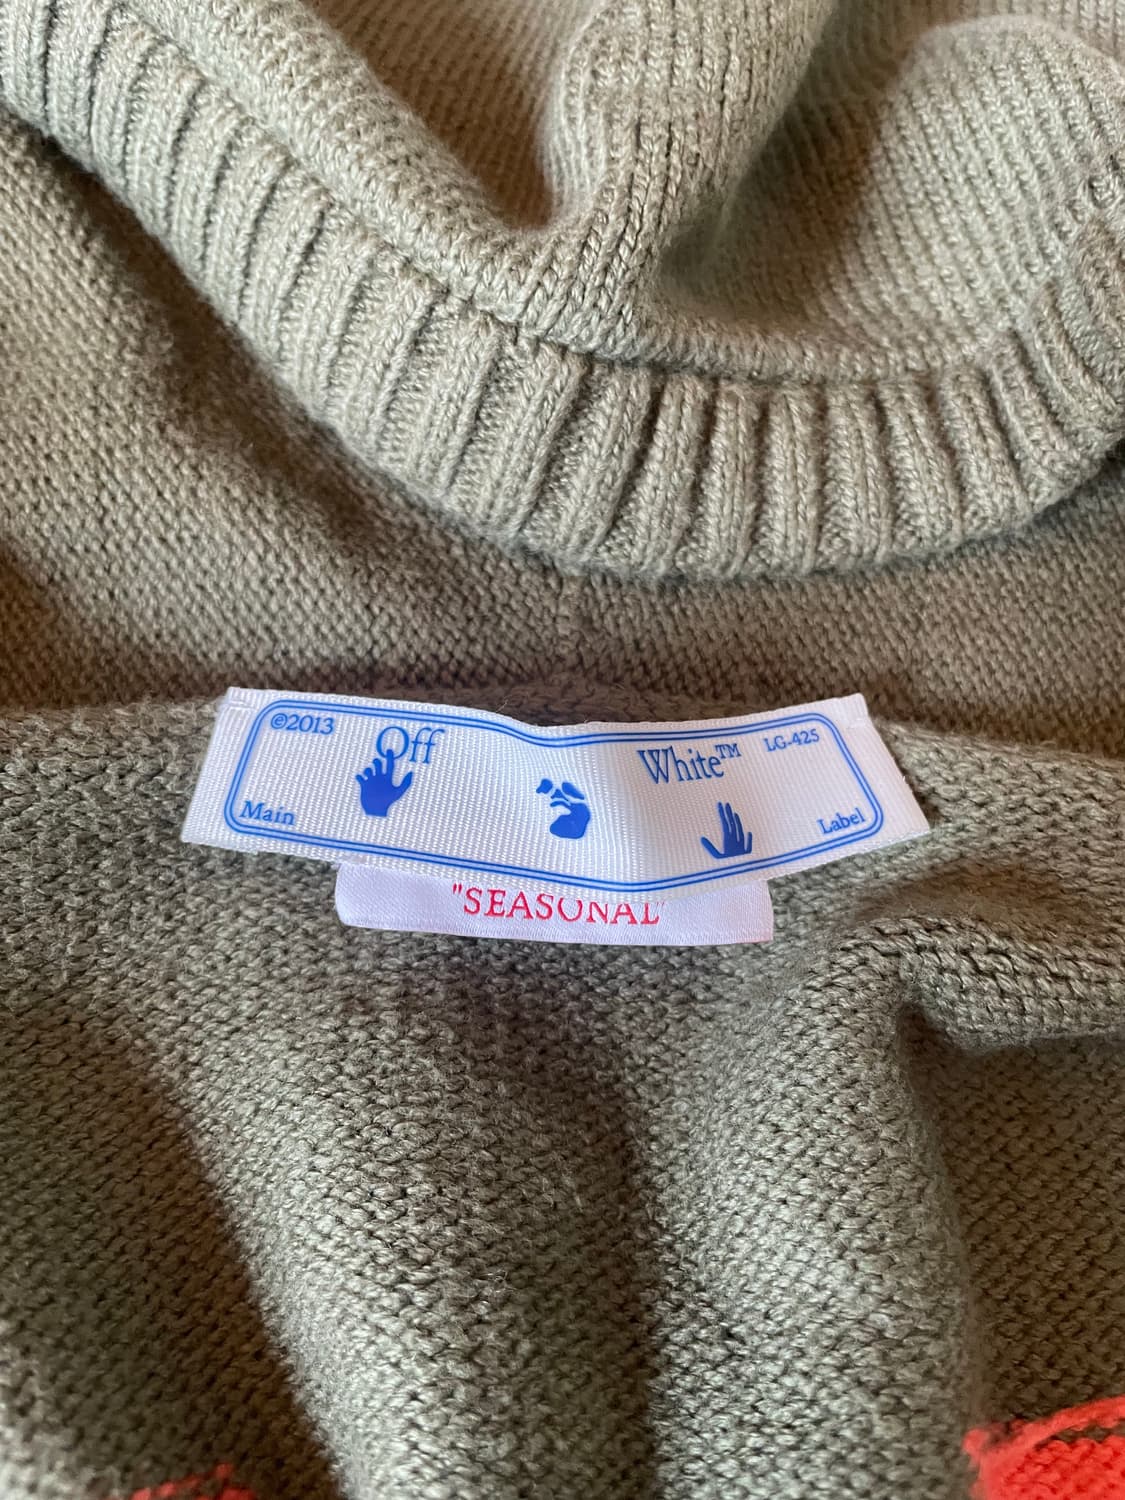 ©2013 Off White™ LG-425
Main Label
"SEASONAL"